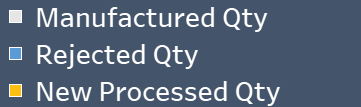 Manufactured Qty
Rejected Qty
New Processed Qty